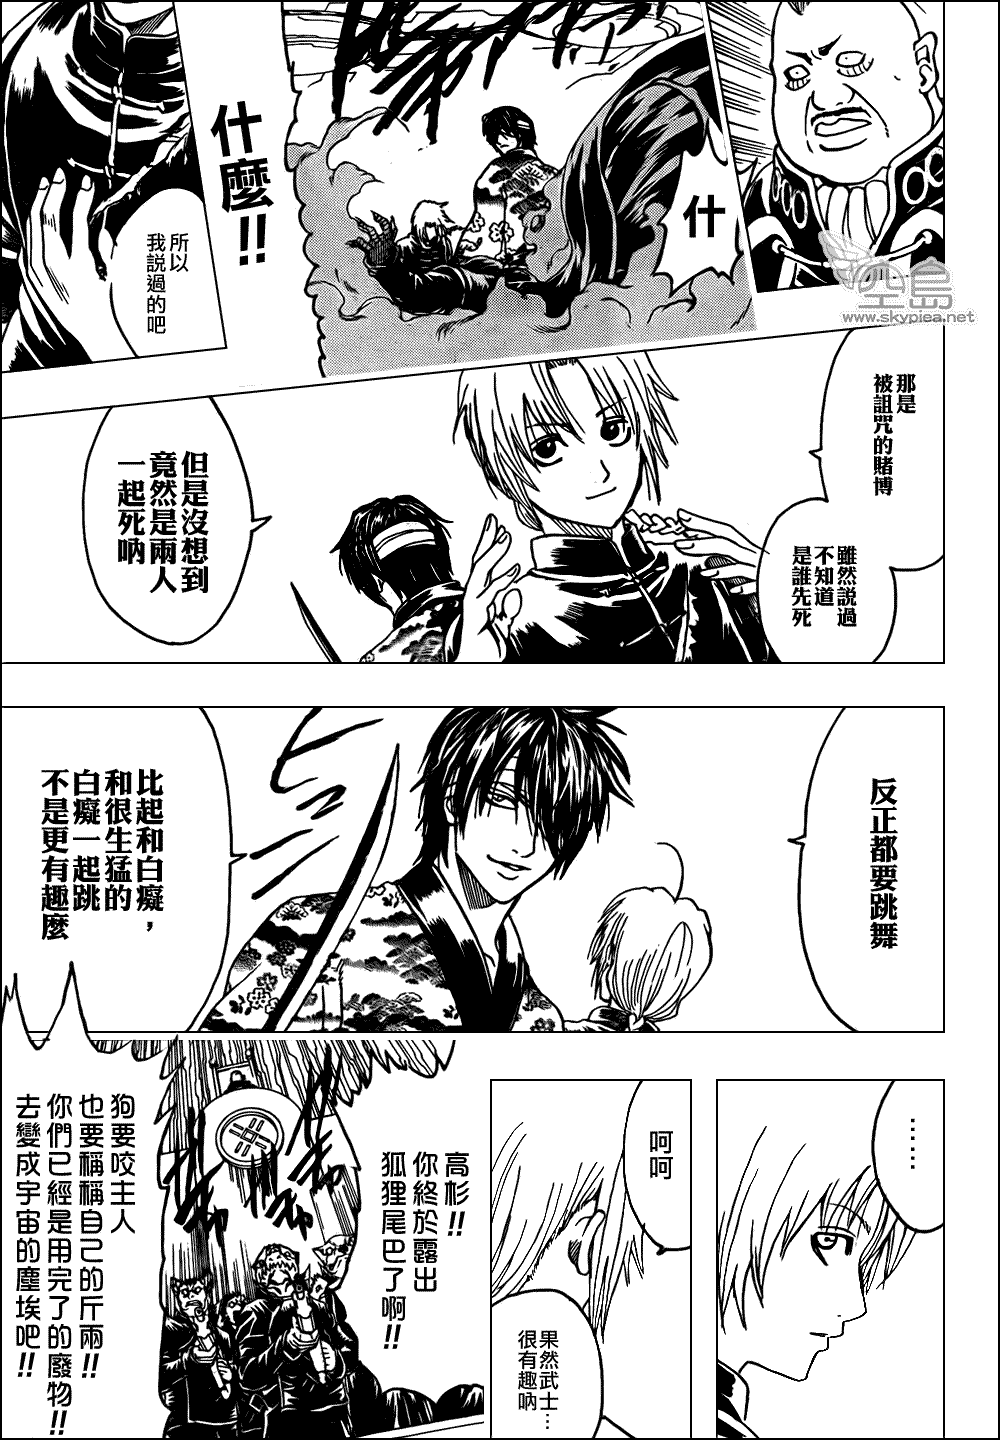 什
什麼!!
所以
我説過的吧
空島
www.skypiea.net
那是
被詛咒的賭博
雖然説過
不知道
是誰先死
但是沒想到
竟然是兩人
一起死吶
反正都要跳舞
比起和白癡，
和很生猛的
白癡一起跳
不是更有趣麼
……
呵呵
果然武士…
很有趣吶
高杉!!
你終於露出
狐狸尾巴了啊!!
狗要咬主人
也要稱稱自己的斤兩!!
你們已經是用完了的廢物!!
去變成宇宙的塵埃吧!!